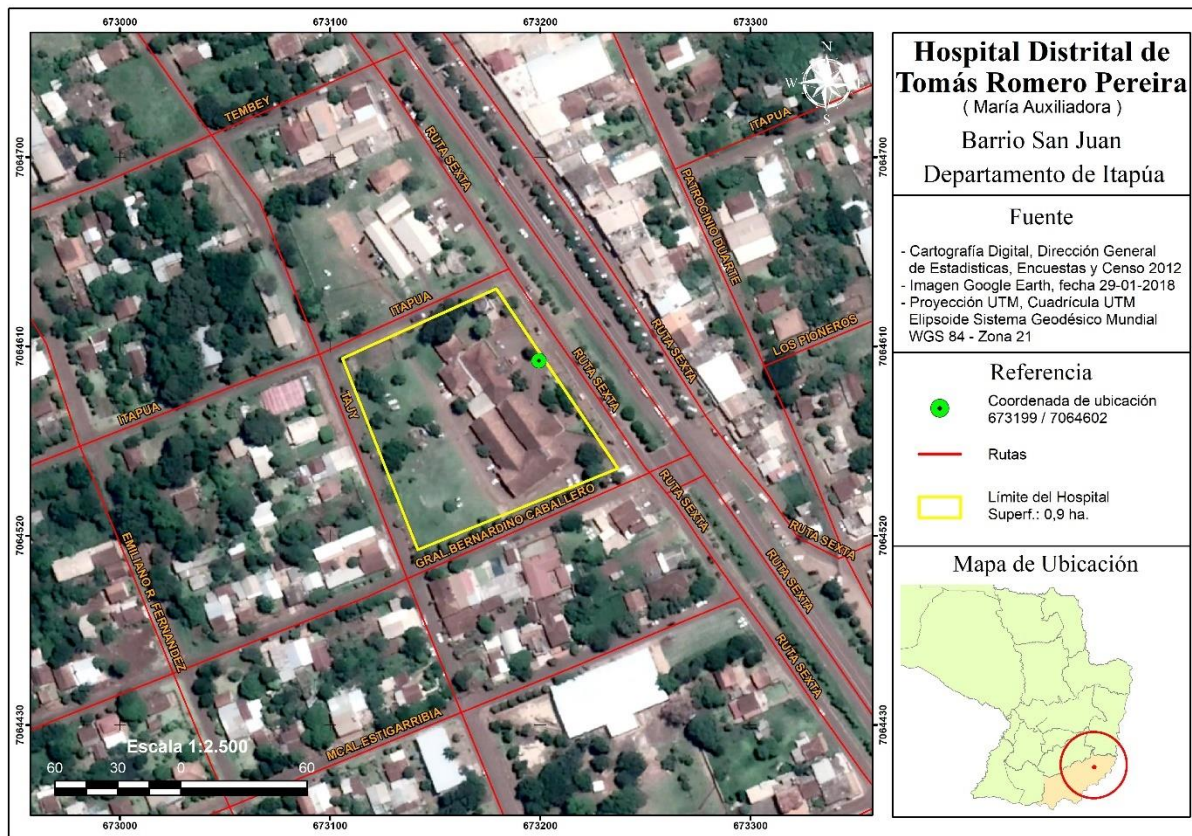 673000
673100
673200
673300
Hospital Distrital de
Tomás Romero Pereira
( María Auxiliadora )
Barrio San Juan
Departamento de Itapúa
Fuente
- Cartografía Digital, Dirección General
de Estadisticas, Encuestas y Censo 2012
- Imagen Google Earth, fecha 29-01-2018
- Proyección UTM, Cuadrícula UTM
Elipsoide Sistema Geodésico Mundial
WGS 84 - Zona 21
Referencia
Coordenada de ubicación
673199 / 7064602
Rutas
Límite del Hospital
Superf.: 0,9 ha.
Mapa de Ubicación
N
W
E
S
TEMBEY
RUTA SEXTA
ITAPUA
7064700
7064700
PATROCINIO DUARTE
ITAPUA
RUTA SEXTA
LOS PIONEROS
7064610
7064610
TAJY
RUTA SEXTA
ITAPUA
GRAL.BERNARDINO CABALLERO
RUTA SEXTA
RUTA SEXTA
7064520
7064520
EMILIANO R. FERNANDEZ
RUTA SEXTA
RUTA SEXTA
MCAL.ESTIGARRIBIA
7064430
7064430
Escala 1:2.500
60
30
0
60
673000
673100
673200
673300